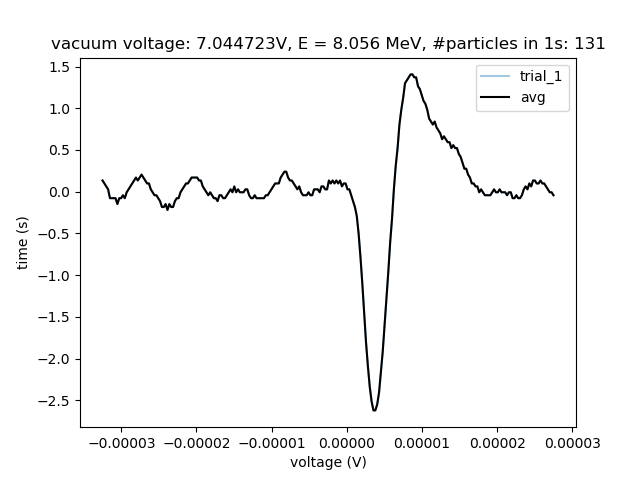 vacuum voltage: 7.044723V, E = 8.056 MeV, #particles in 1s: 131
trial_1
avg
1.5
1.0
0.5
0.0
−0.5
−1.0
−1.5
−2.0
−2.5
time (s)
−0.00003 −0.00002 −0.00001 0.00000 0.00001 0.00002 0.00003
voltage (V)